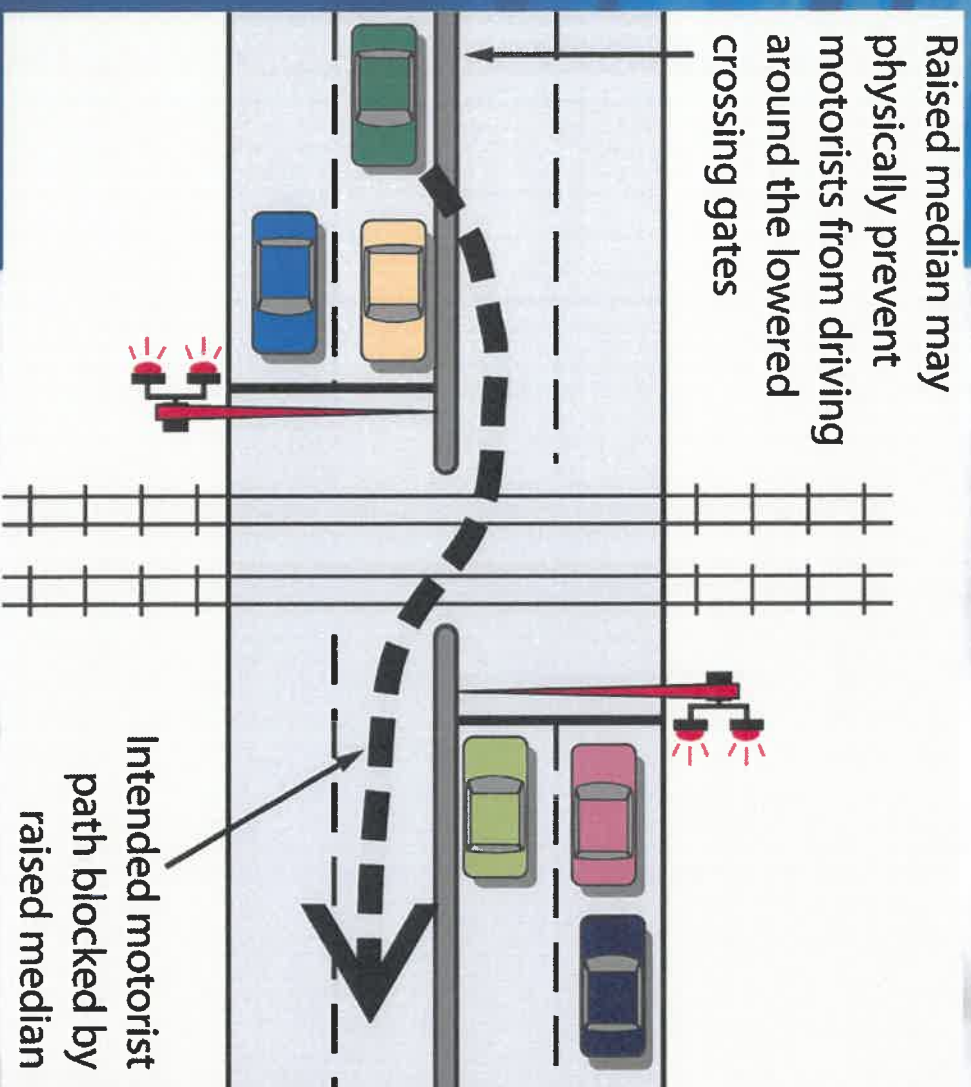 Raised median may
physically prevent
motorists from driving
around the lowered
crossing gates
Intended motorist
path blocked by
raised median